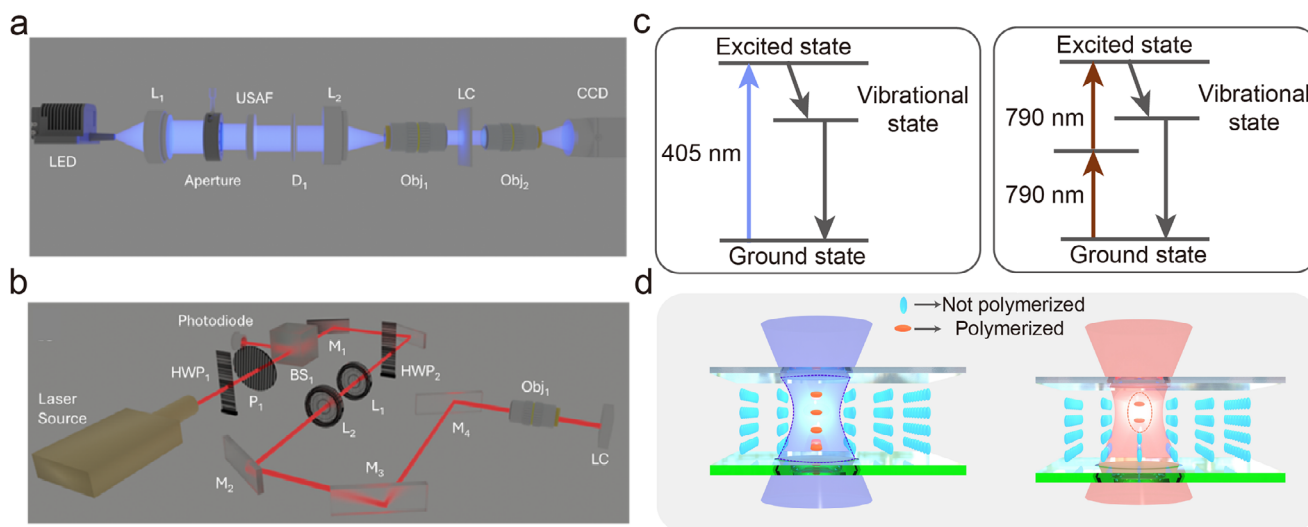 a
L1
USAF
L2
LC
CCD
LED
Aperture
D1
Obj1
Obj2
b
Photodiode
HWP1
P1
BS1
M1
HWP2
Laser
Source
L1
L2
Obj1
M4
M2
M3
LC
c
Excited state
Vibrational
state
405 nm
Ground state
Excited state
790 nm
Vibrational
state
790 nm
Ground state
d
Not polymerized
Polymerized